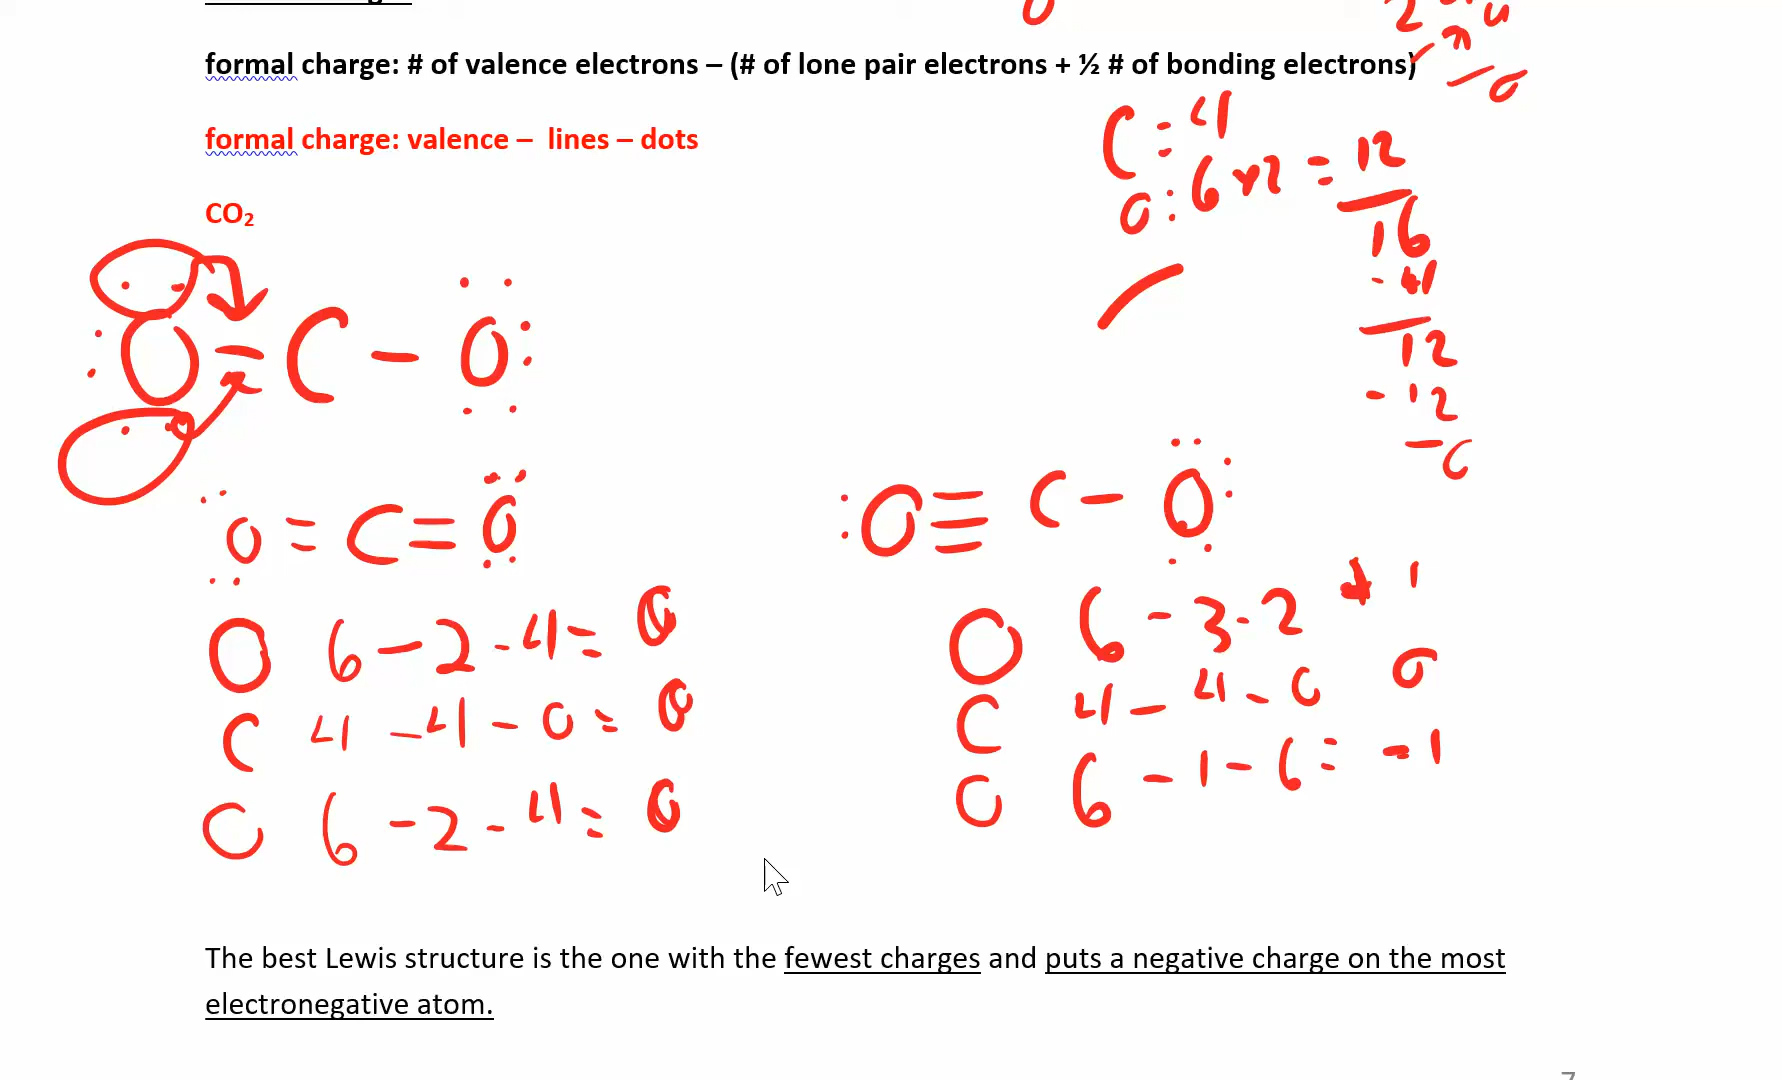 formal charge: # of valence electrons – (# of lone pair electrons + ½ # of bonding electrons)
formal charge: valence – lines – dots
C = 4
O : 6 x2 = 12
16
- 4
12
- 12
0
CO₂
O = C - O
O = C = O
O ≡ C - O
O 6 - 2 - 4 = 0
C 4 - 4 - 0 = 0
O 6 - 2 - 4 = 0
O 6 - 3 - 2 + 1
C 4 - 4 - 0 0
O 6 - 1 - 6 = -1
The best Lewis structure is the one with the fewest charges and puts a negative charge on the most
electronegative atom.